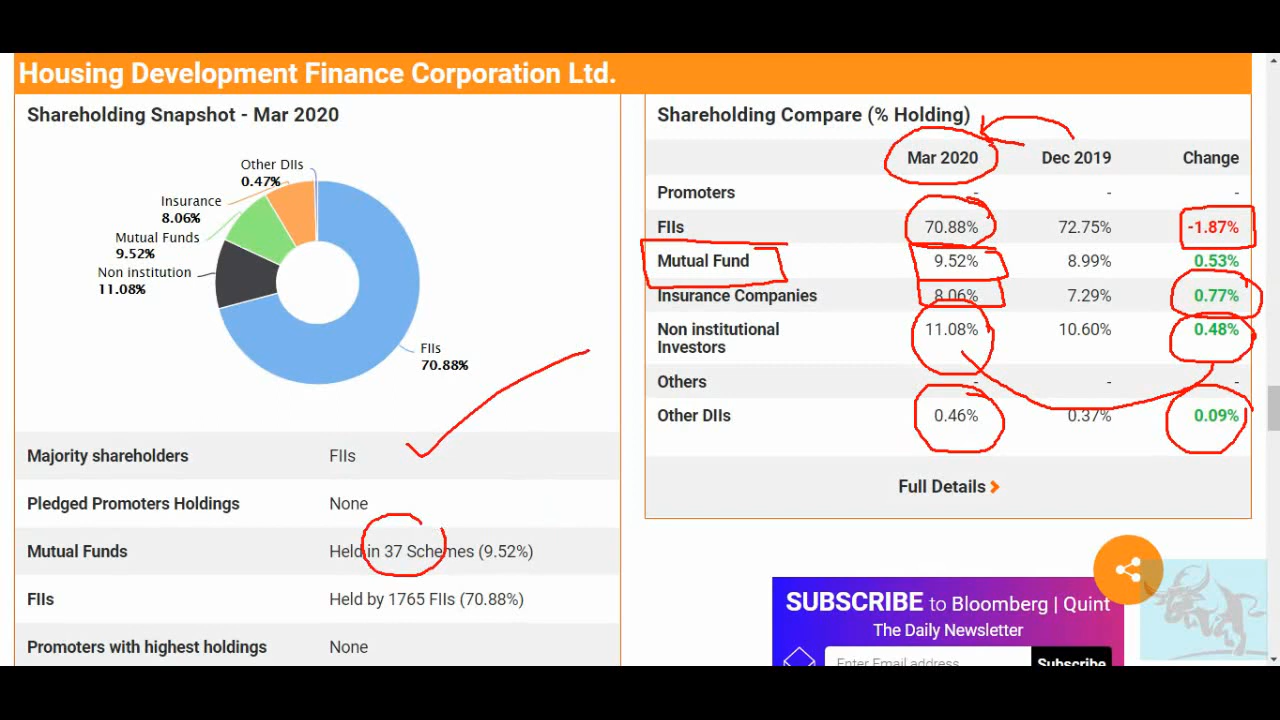 Housing Development Finance Corporation Ltd.
Shareholding Snapshot - Mar 2020
Other DIIs
0.47%
Insurance
8.06%
Mutual Funds
9.52%
Non institution
11.08%
FIIs
70.88%
Majority shareholders FIIs
Pledged Promoters Holdings None
Mutual Funds Held in 37 Schemes (9.52%)
FIIs Held by 1765 FIIs (70.88%)
Promoters with highest holdings None
Shareholding Compare (% Holding)
Mar 2020 Dec 2019 Change
Promoters - - -
FIIs 70.88% 72.75% -1.87%
Mutual Fund 9.52% 8.99% 0.53%
Insurance Companies 8.06% 7.29% 0.77%
Non institutional 11.08% 10.60% 0.48%
Investors
Others - - -
Other DIIs 0.46% 0.37% 0.09%
Full Details
SUBSCRIBE to Bloomberg | Quint
The Daily Newsletter
Enter Email address Subscribe